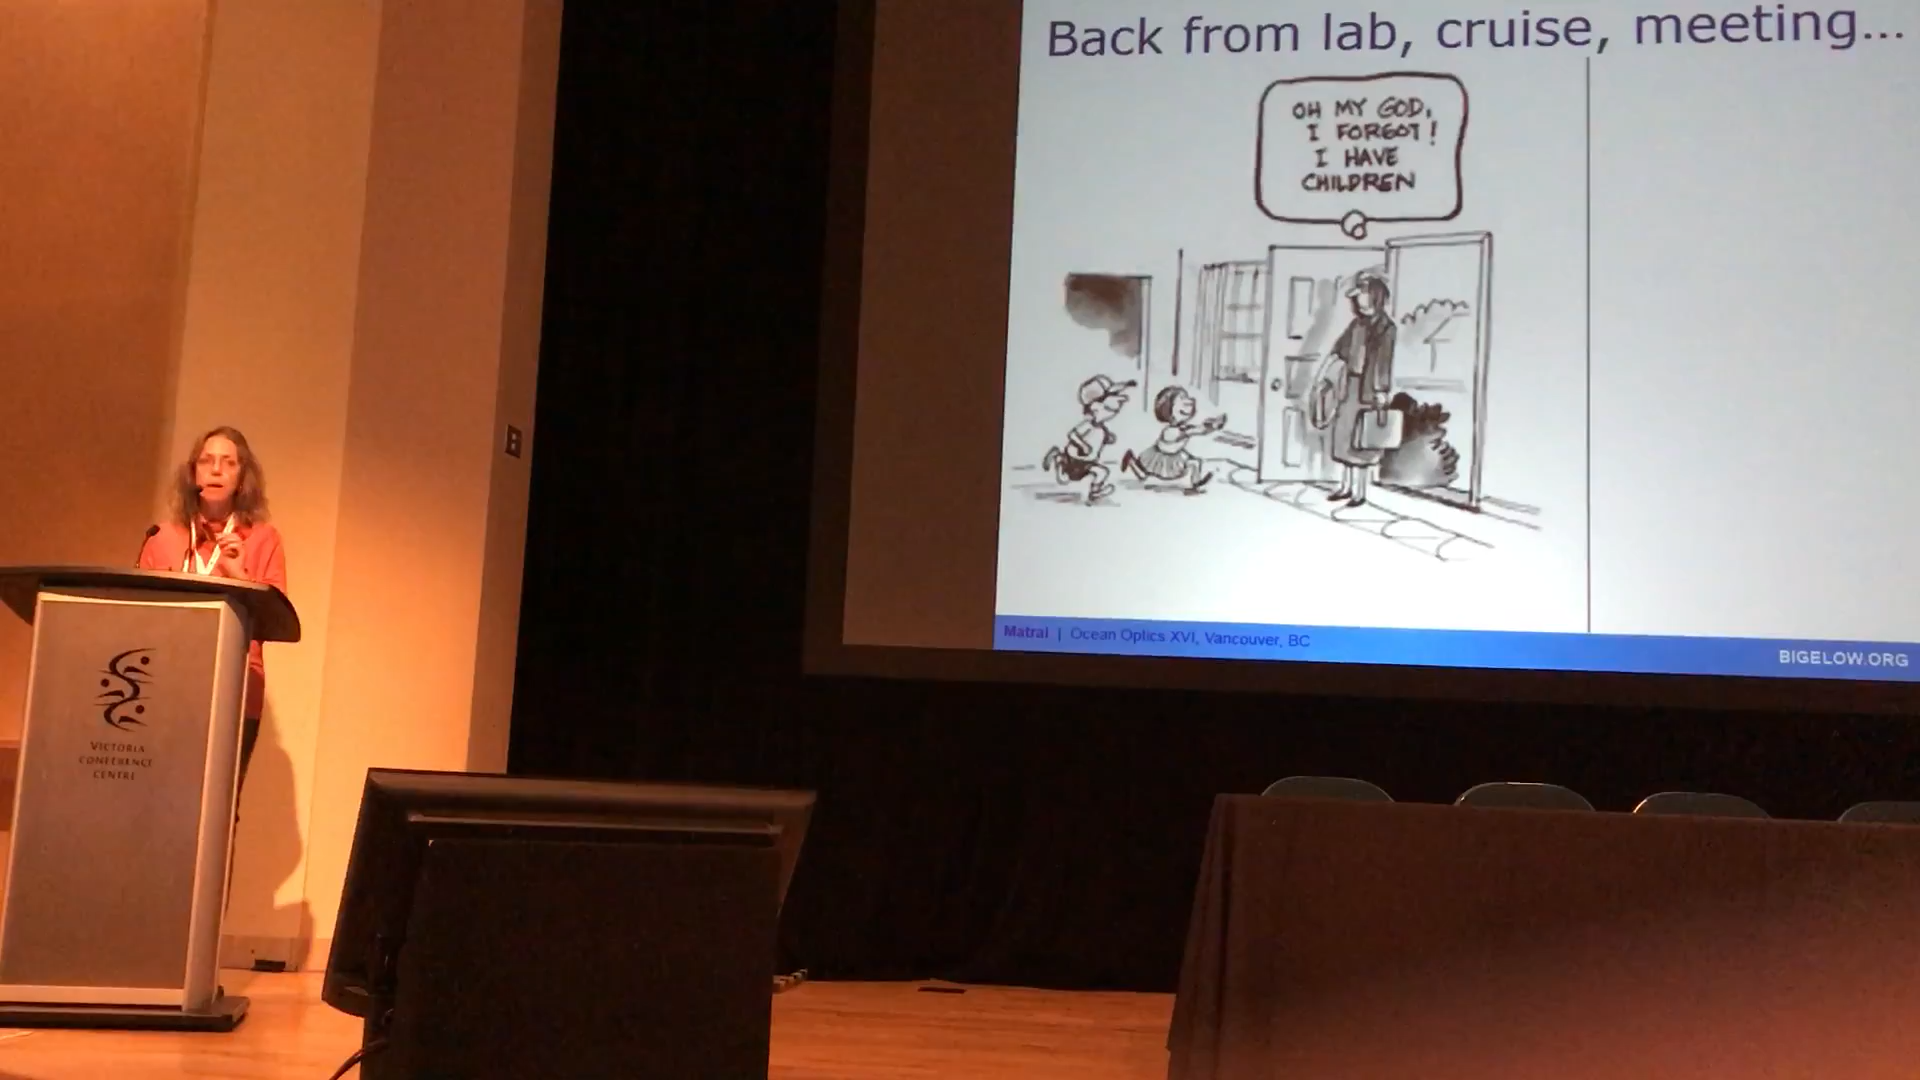 Back from lab, cruise, meeting...
OH MY GOD,
I FORGOT!
I HAVE
CHILDREN
Matrai | Ocean Optics XVI, Vancouver, BC
BIGELOW.ORG
VICTORIA
CONFERENCE
CENTRE